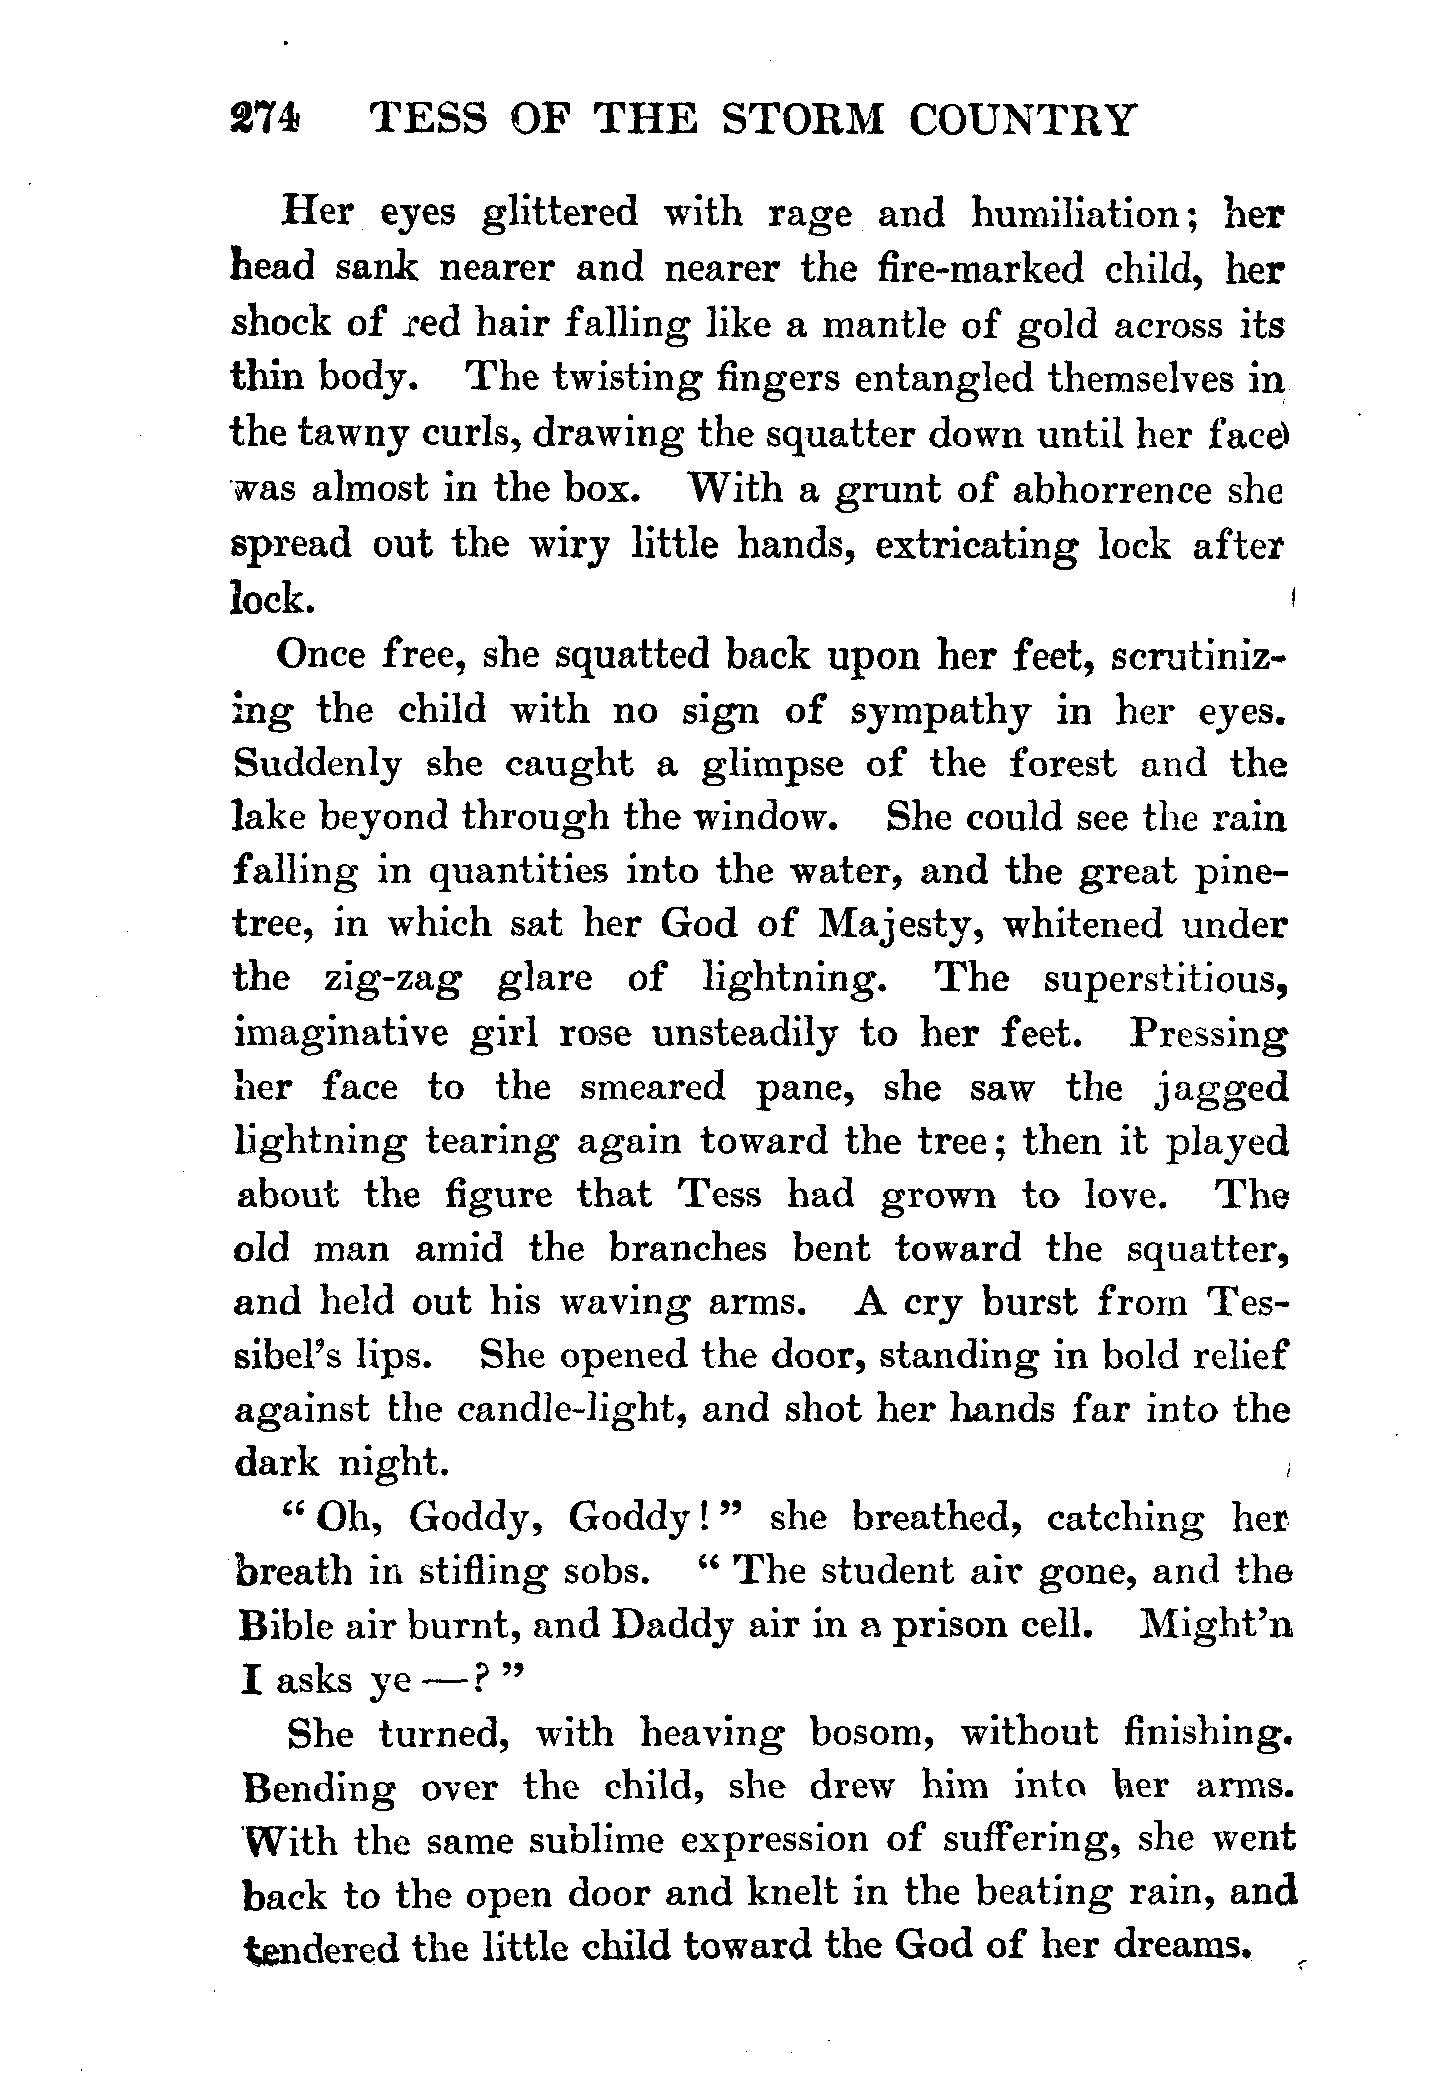 274 TESS OF THE STORM COUNTRY
Her eyes glittered with rage and humiliation; her
head sank nearer and nearer the fire-marked child, her
shock of red hair falling like a mantle of gold across its
thin body. The twisting fingers entangled themselves in
the tawny curls, drawing the squatter down until her face
was almost in the box. With a grunt of abhorrence she
spread out the wiry little hands, extricating lock after
lock.
Once free, she squatted back upon her feet, scrutiniz-
ing the child with no sign of sympathy in her eyes.
Suddenly she caught a glimpse of the forest and the
lake beyond through the window. She could see the rain
falling in quantities into the water, and the great pine-
tree, in which sat her God of Majesty, whitened under
the zig-zag glare of lightning. The superstitious,
imaginative girl rose unsteadily to her feet. Pressing
her face to the smeared pane, she saw the jagged
lightning tearing again toward the tree; then it played
about the figure that Tess had grown to love. The
old man amid the branches bent toward the squatter,
and held out his waving arms. A cry burst from Tes-
sibel's lips. She opened the door, standing in bold relief
against the candle-light, and shot her hands far into the
dark night.
"Oh, Goddy, Goddy!" she breathed, catching her
breath in stifling sobs. "The student air gone, and the
Bible air burnt, and Daddy air in a prison cell. Might'n
I asks ye—?"
She turned, with heaving bosom, without finishing.
Bending over the child, she drew him into her arms.
With the same sublime expression of suffering, she went
back to the open door and knelt in the beating rain, and
tendered the little child toward the God of her dreams.